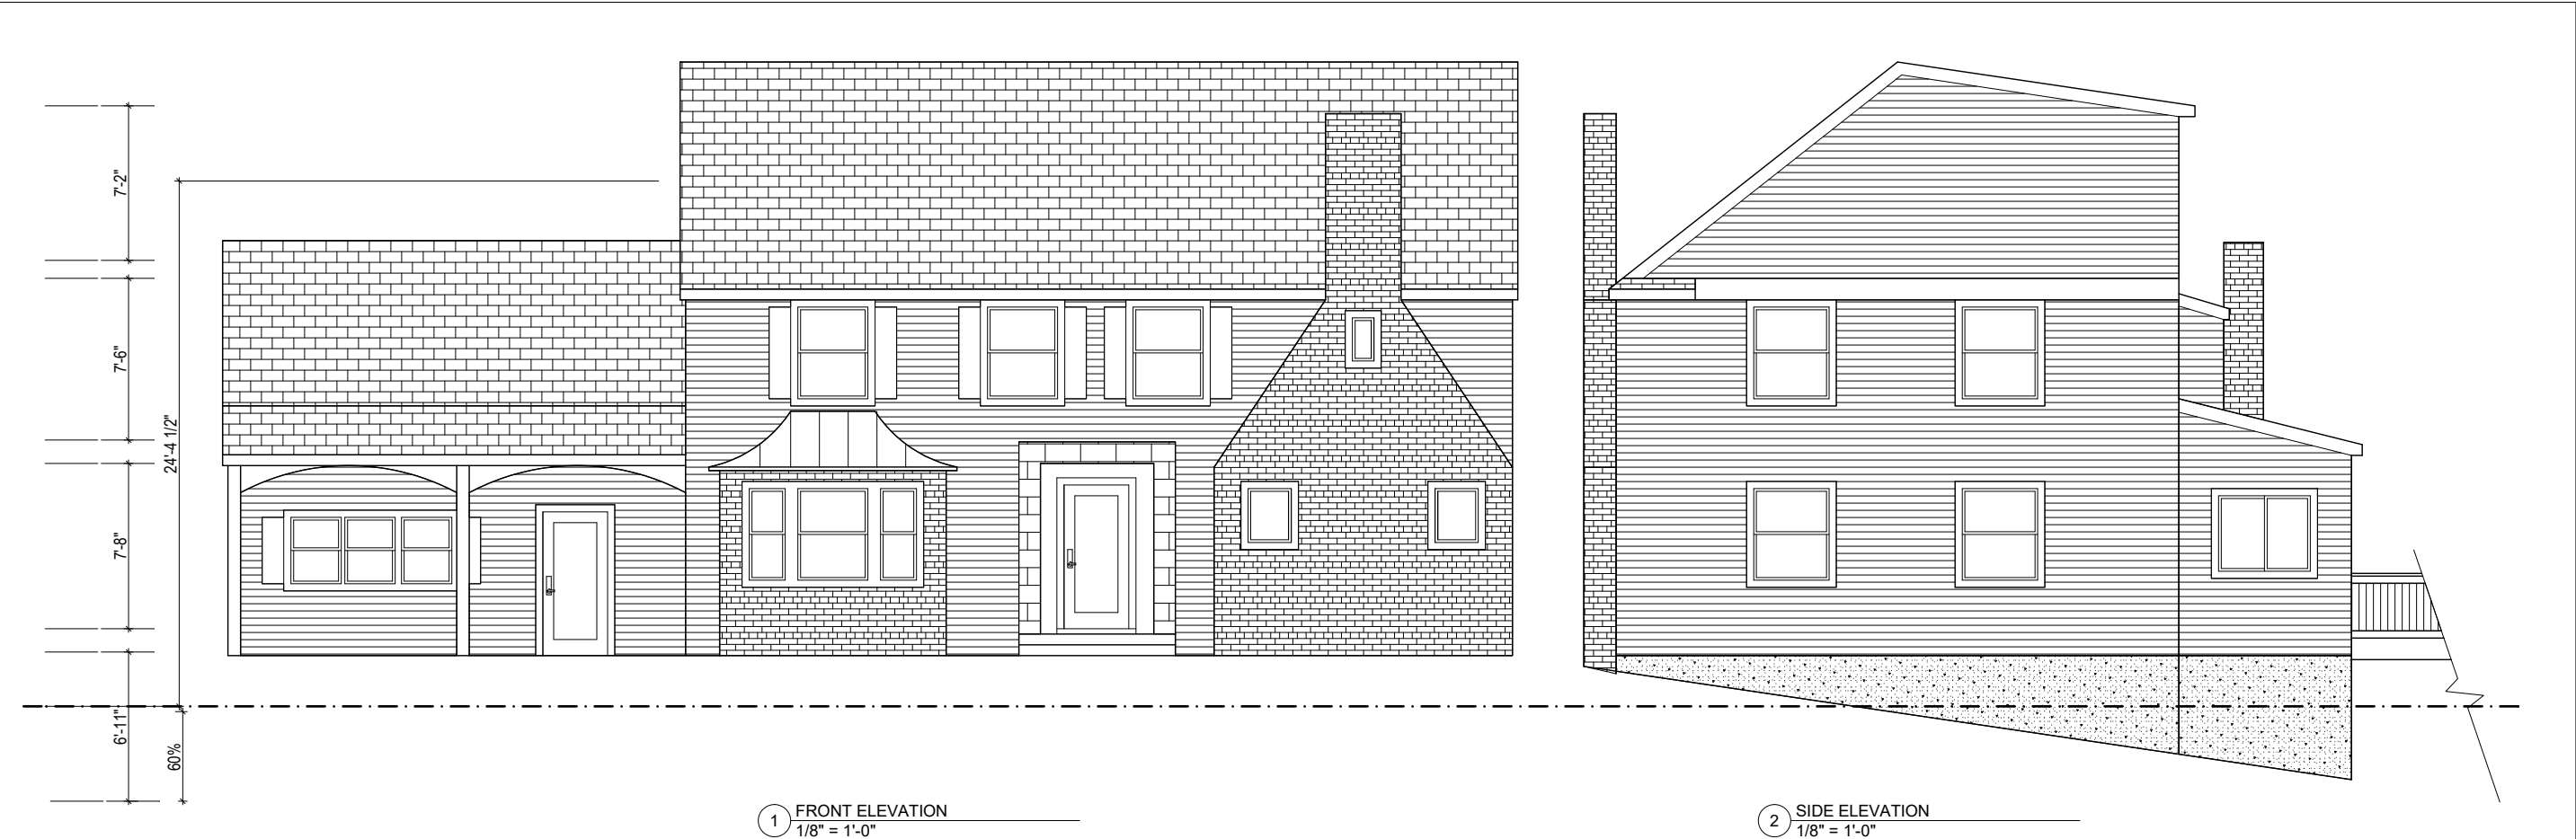 7'-2"
7'-6"
24'-4 1/2"
7'-8"
6'-11"
60%
1 FRONT ELEVATION
1/8" = 1'-0"
2 SIDE ELEVATION
1/8" = 1'-0"